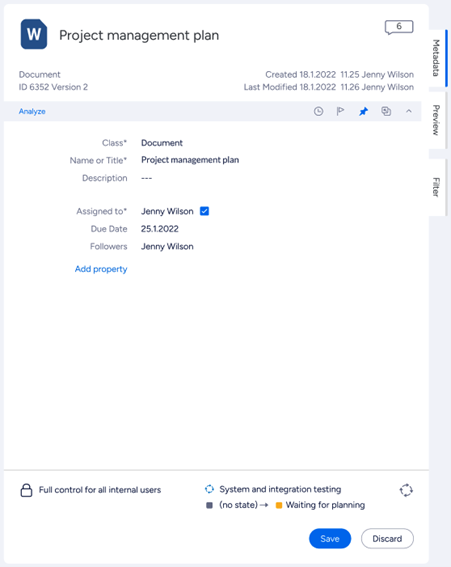 W
Project management plan
6
Document
Created 18.1.2022 11.25 Jenny Wilson
ID 6352 Version 2
Last Modified 18.1.2022 11.26 Jenny Wilson
Analyze
Class* Document
Name or Title* Project management plan
Description ---
Assigned to* Jenny Wilson
Due Date 25.1.2022
Followers Jenny Wilson
Add property
Full control for all internal users
System and integration testing
(no state) → Waiting for planning
Save
Discard
Metadata
Preview
Filter